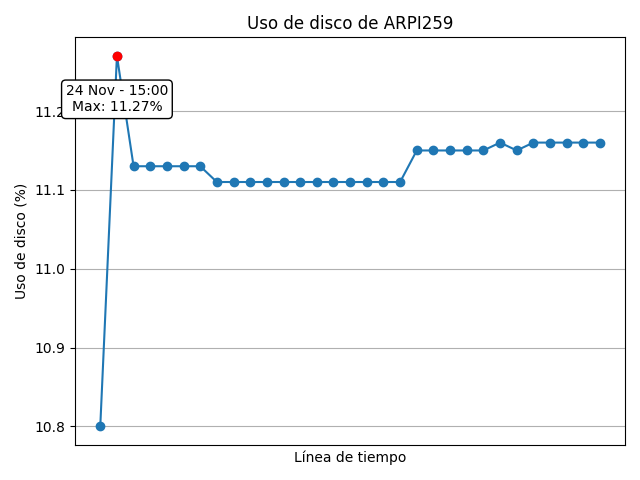 Uso de disco de ARPI259
24 Nov - 15:00
Max: 11.27%
11.2
11.1
11.0
10.9
10.8
Uso de disco (%)
Línea de tiempo